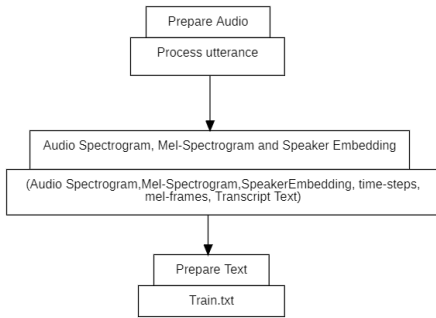 Prepare Audio
Process utterance
Audio Spectrogram, Mel-Spectrogram and Speaker Embedding
(Audio Spectrogram,Mel-Spectrogram,SpeakerEmbedding, time-steps,
mel-frames, Transcript Text)
Prepare Text
Train.txt